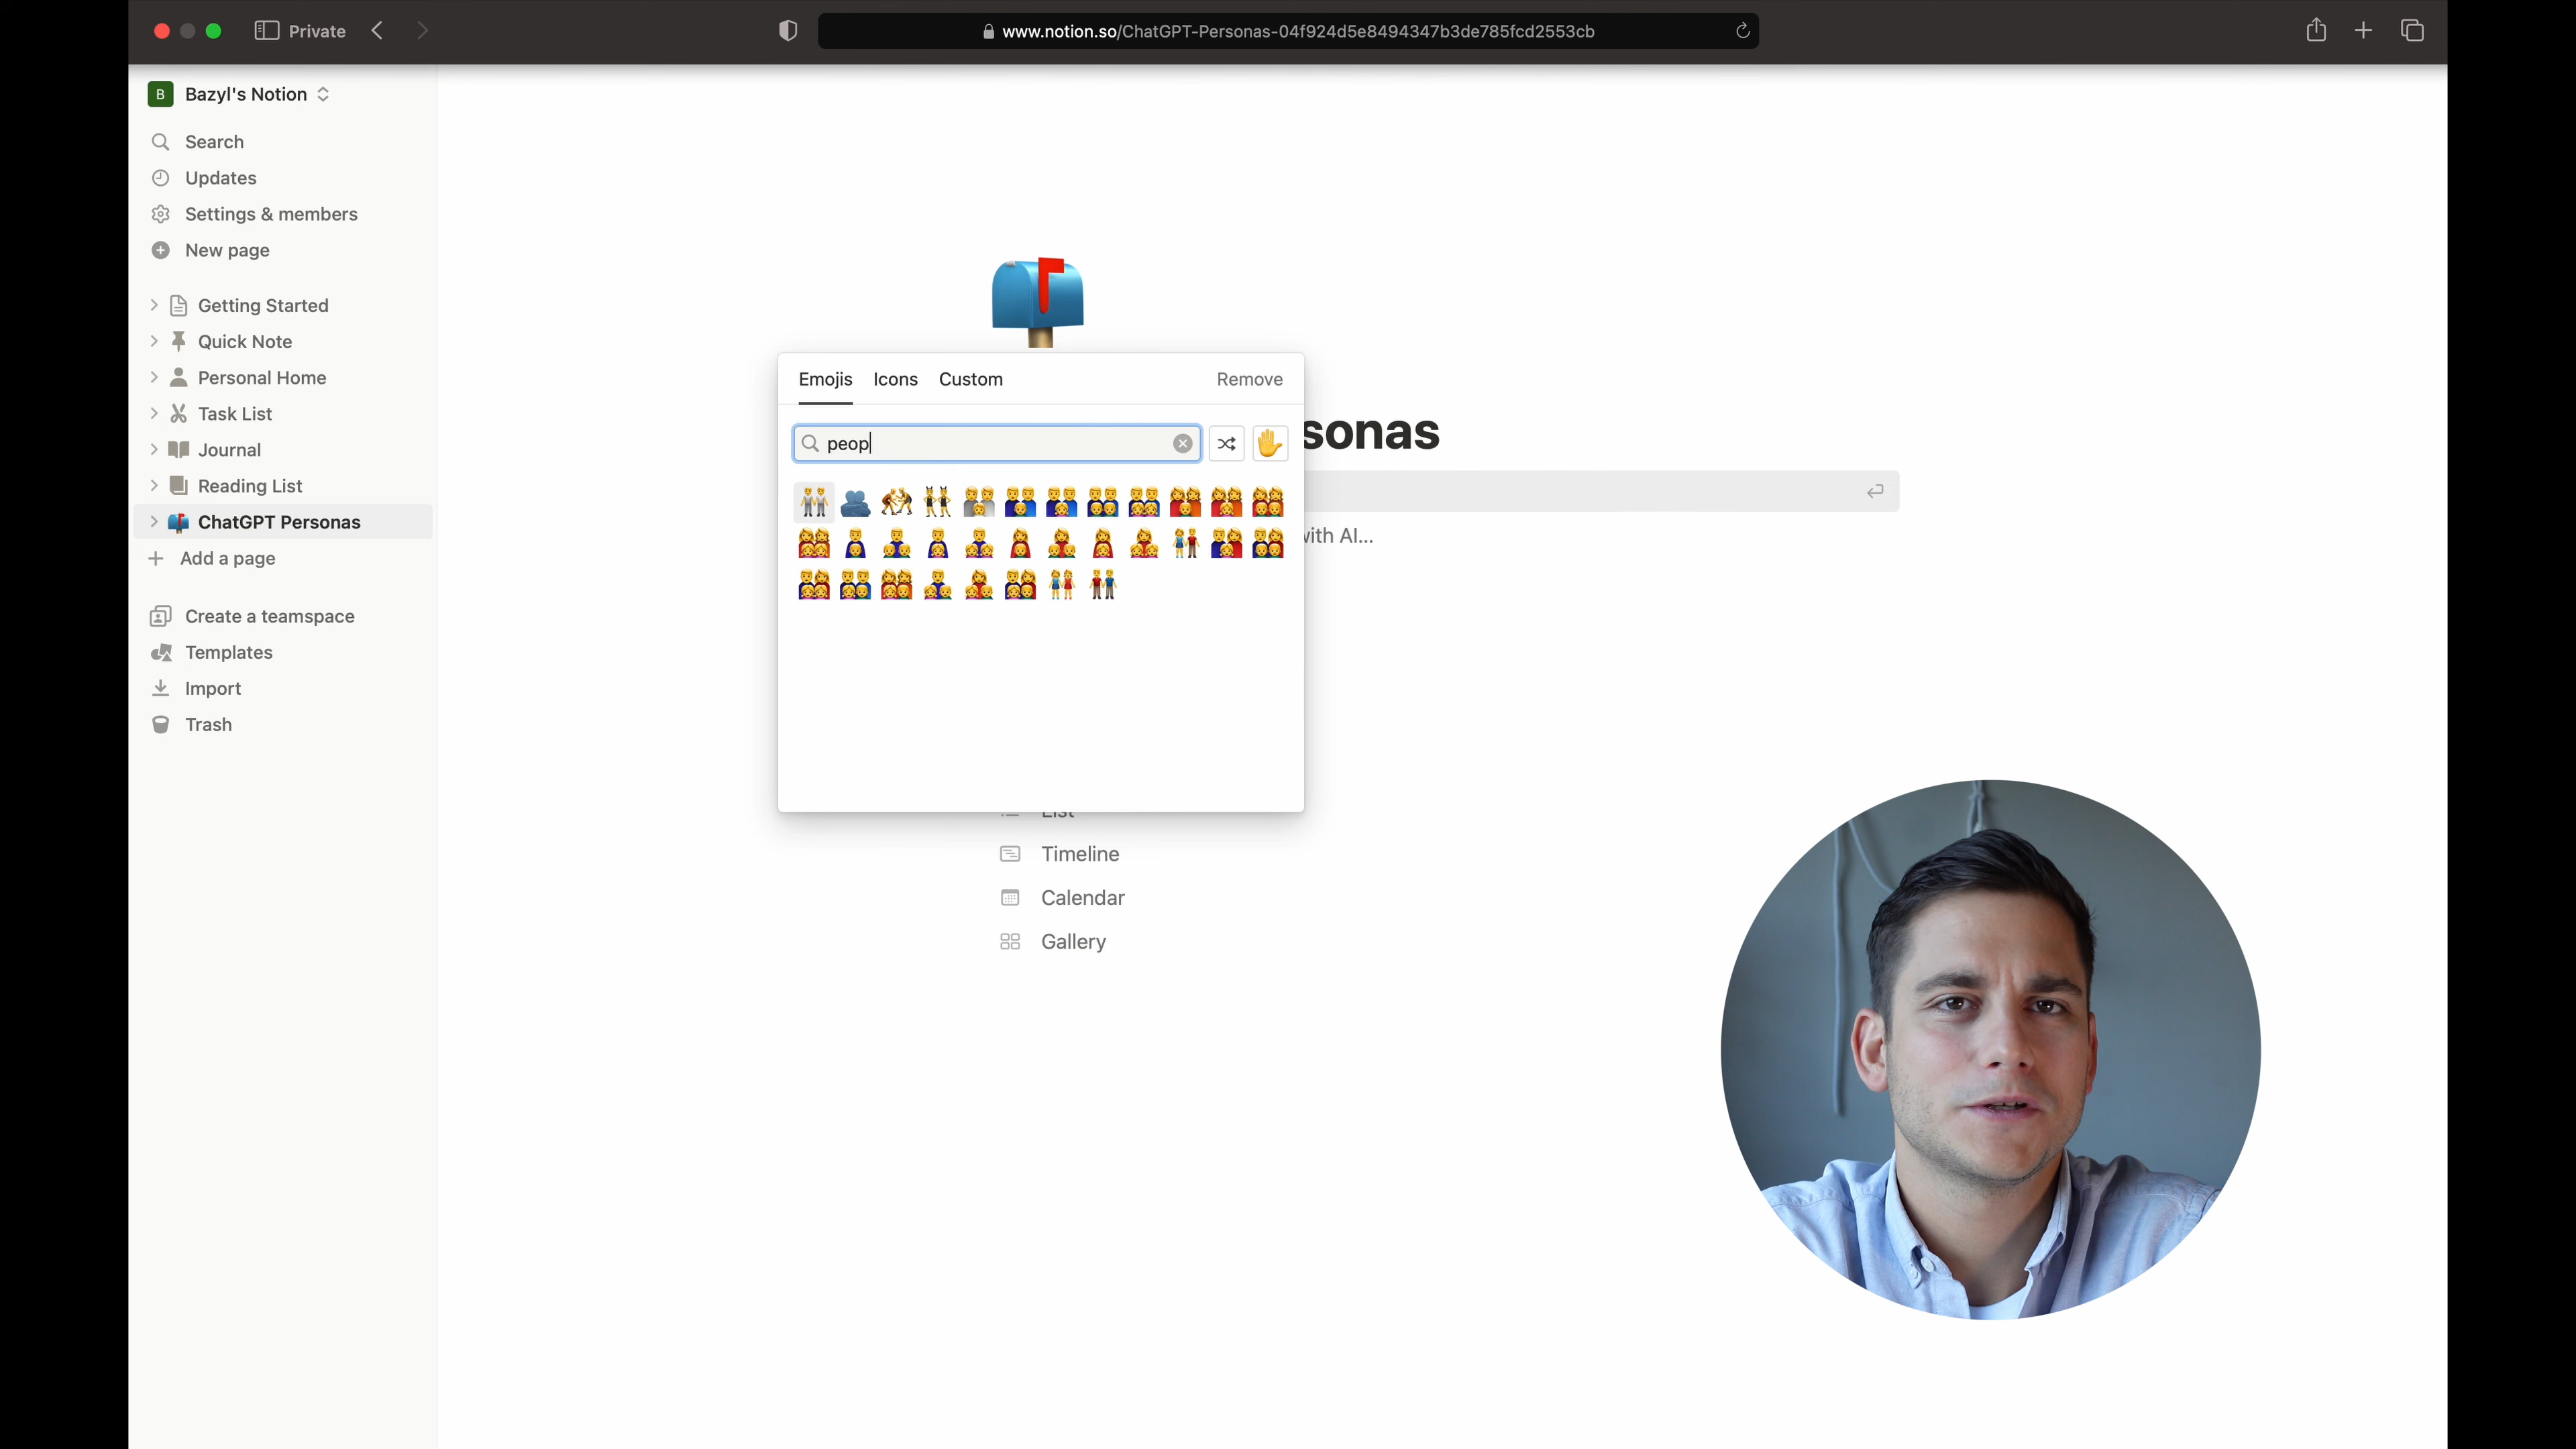 Private
www.notion.so/ChatGPT-Personas-04f924d5e8494347b3de785fcd2553cb
B Bazyl's Notion
Search
Updates
Settings & members
New page
Getting Started
Quick Note
Personal Home
Task List
Journal
Reading List
ChatGPT Personas
Add a page
Create a teamspace
Templates
Import
Trash
Emojis Icons Custom Remove
peop
sonas
with AI...
List
Timeline
Calendar
Gallery